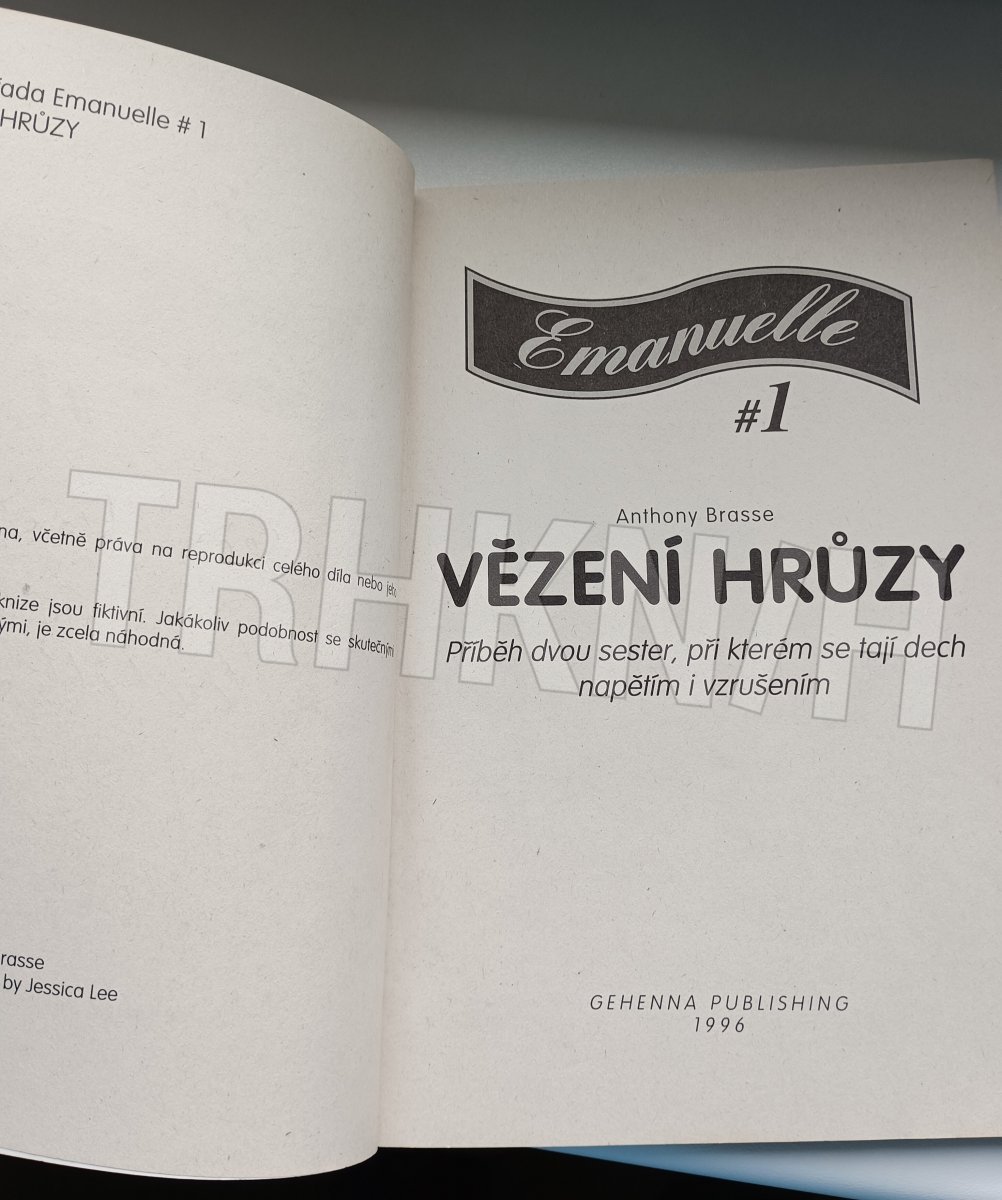 řada Emanuelle # 1
HRŮZY
na, včetně práva na reprodukci celého díla nebo jeho
knize jsou fiktivní. Jakákoliv podobnost se skutečnými
ými, je zcela náhodná.
rasse
by Jessica Lee
Emanuelle
#1
Anthony Brasse
VĚZENÍ HRŮZY
Příběh dvou sester, při kterém se tají dech
napětím i vzrušením
GEHENNA PUBLISHING
1996
TRHKNIH